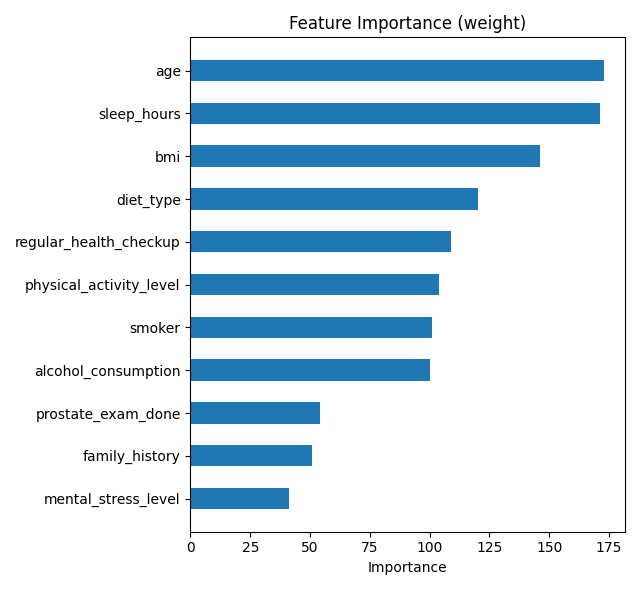 Feature Importance (weight)
age
sleep_hours
bmi
diet_type
regular_health_checkup
physical_activity_level
smoker
alcohol_consumption
prostate_exam_done
family_history
mental_stress_level
0 25 50 75 100 125 150 175
Importance